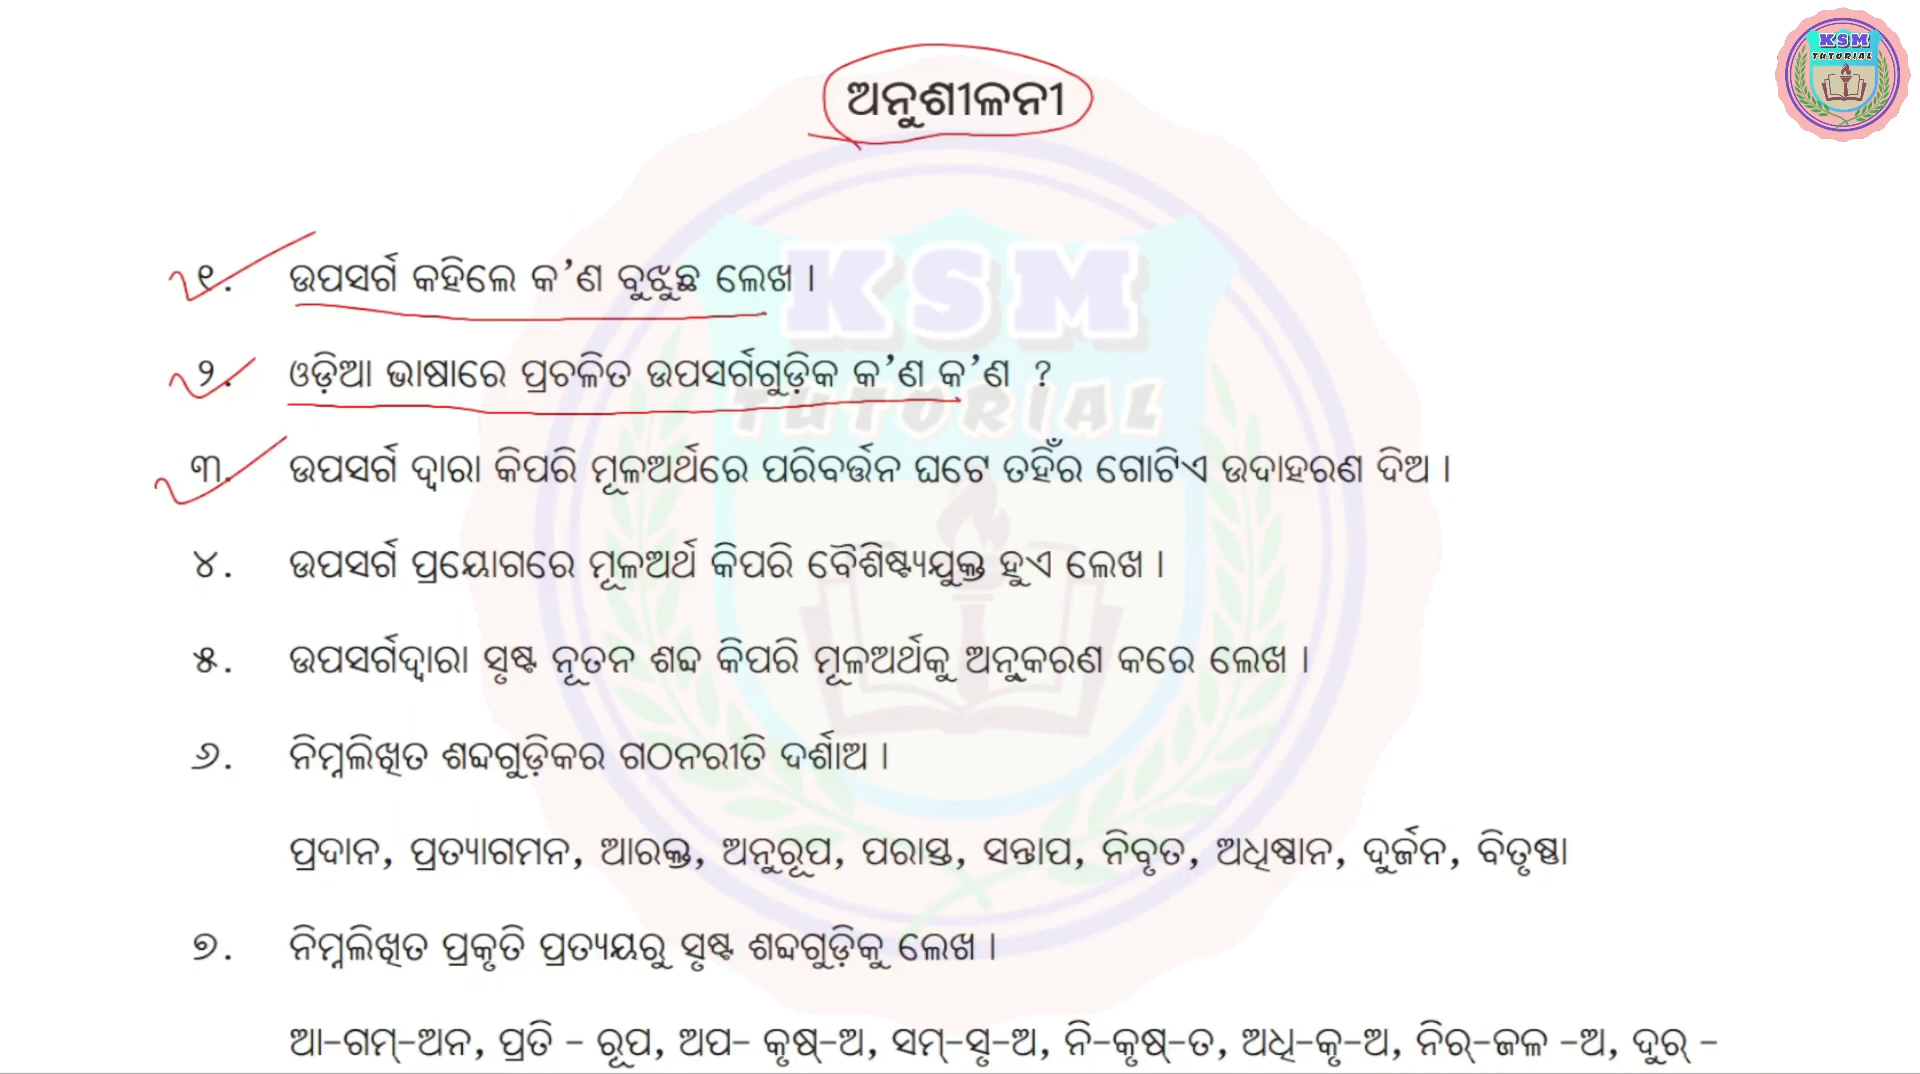 KSM
TUTORIAL
ଅନୁଶୀଳନୀ
୧. ଉପସର୍ଗ କହିଲେ କ’ଣ ବୁଝୁଛ ଲେଖ।
୨. ଓଡ଼ିଆ ଭାଷାରେ ପ୍ରଚଳିତ ଉପସର୍ଗଗୁଡ଼ିକ କ’ଣ କ’ଣ ?
୩. ଉପସର୍ଗ ଦ୍ୱାରା କିପରି ମୂଳଅର୍ଥରେ ପରିବର୍ତ୍ତନ ଘଟେ ତହିଁର ଗୋଟିଏ ଉଦାହରଣ ଦିଅ।
୪. ଉପସର୍ଗ ପ୍ରୟୋଗରେ ମୂଳଅର୍ଥ କିପରି ବୈଶିଷ୍ଟ୍ୟଯୁକ୍ତ ହୁଏ ଲେଖ।
୫. ଉପସର୍ଗଦ୍ୱାରା ସୃଷ୍ଟ ନୂତନ ଶବ୍ଦ କିପରି ମୂଳଅର୍ଥକୁ ଅନୁକରଣ କରେ ଲେଖ।
୬. ନିମ୍ନଲିଖିତ ଶବ୍ଦଗୁଡ଼ିକର ଗଠନରୀତି ଦର୍ଶାଅ।
ପ୍ରଦାନ, ପ୍ରତ୍ୟାଗମନ, ଆରକ୍ତ, ଅନୁରୂପ, ପରାସ୍ତ, ସନ୍ତାପ, ନିବୃତ, ଅଧିଷ୍ଠାନ, ଦୁର୍ଜନ, ବିତୃଷ୍ଣା
୭. ନିମ୍ନଲିଖିତ ପ୍ରକୃତି ପ୍ରତ୍ୟୟରୁ ସୃଷ୍ଟ ଶବ୍ଦଗୁଡ଼ିକୁ ଲେଖ।
ଆ-ଗମ୍-ଅନ, ପ୍ରତି - ରୂପ, ଅପ- କୃଷ୍-ଅ, ସମ୍-ସୃ-ଅ, ନି-କୃଷ୍-ତ, ଅଧି-କୃ-ଅ, ନିର୍-ଜଳ -ଅ, ଦୁର୍ -
KSM
TUTORIAL